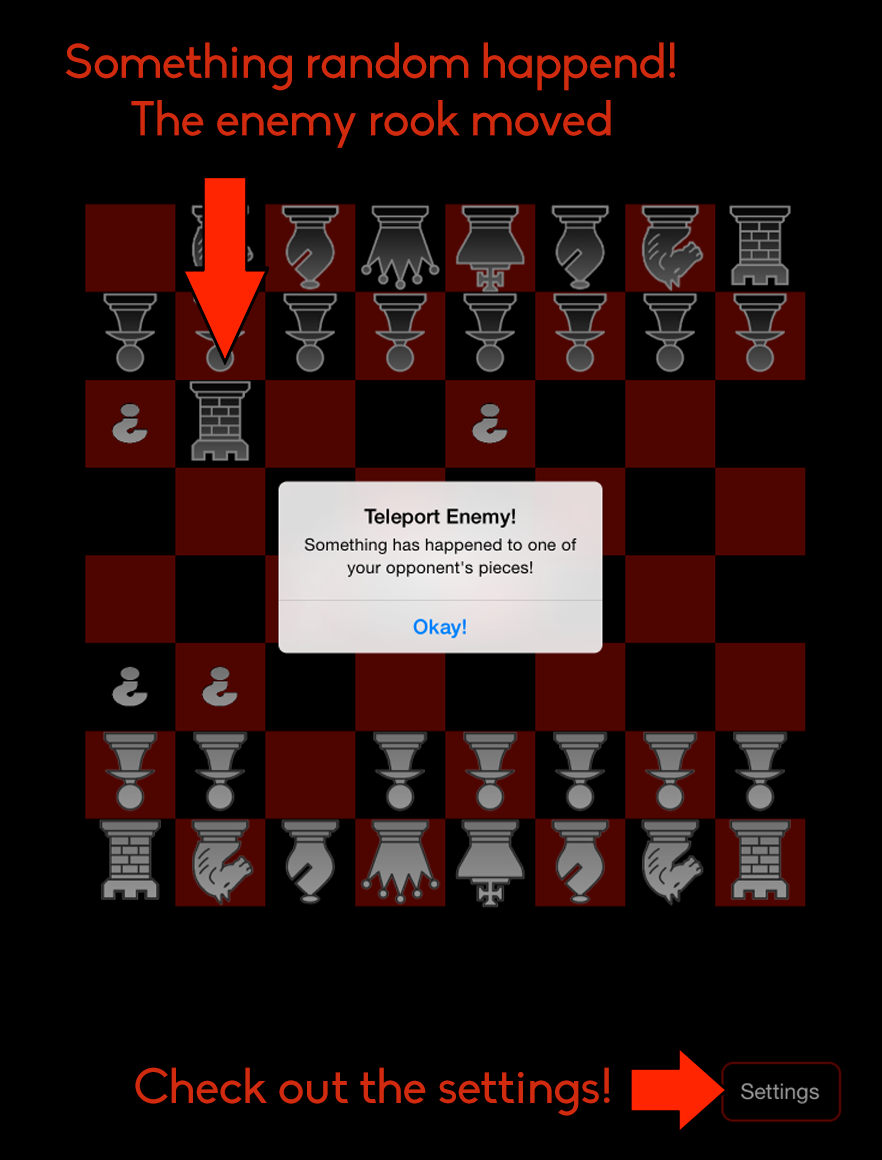 Something random happend!
The enemy rook moved
Teleport Enemy!
Something has happened to one of
your opponent's pieces!
Okay!
Check out the settings!
Settings